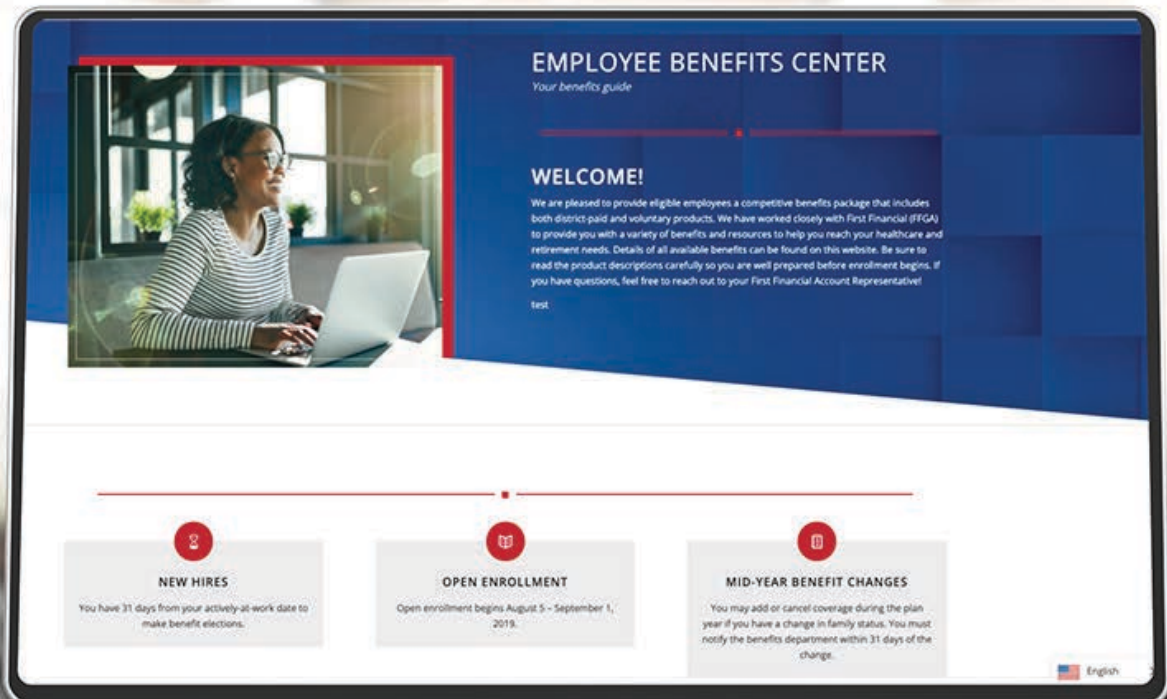 EMPLOYEE BENEFITS CENTER
Your benefits guide
WELCOME!
We are pleased to provide eligible employees a competitive benefits package that includes
both district-paid and voluntary products. We have worked closely with First Financial (FFGA)
to provide you with a variety of benefits and resources to help you reach your healthcare and
retirement needs. Details of all available benefits can be found on this website. Be sure to
read the product descriptions carefully so you are well prepared before enrollment begins. If
you have questions, feel free to reach out to your First Financial Account Representative!
test
NEW HIRES
You have 31 days from your actively-at-work date to
make benefit elections.
OPEN ENROLLMENT
Open enrollment begins August 5 – September 1,
2019.
MID-YEAR BENEFIT CHANGES
You may add or cancel coverage during the plan
year if you have a change in family status. You must
notify the benefits department within 31 days of the
change.
English